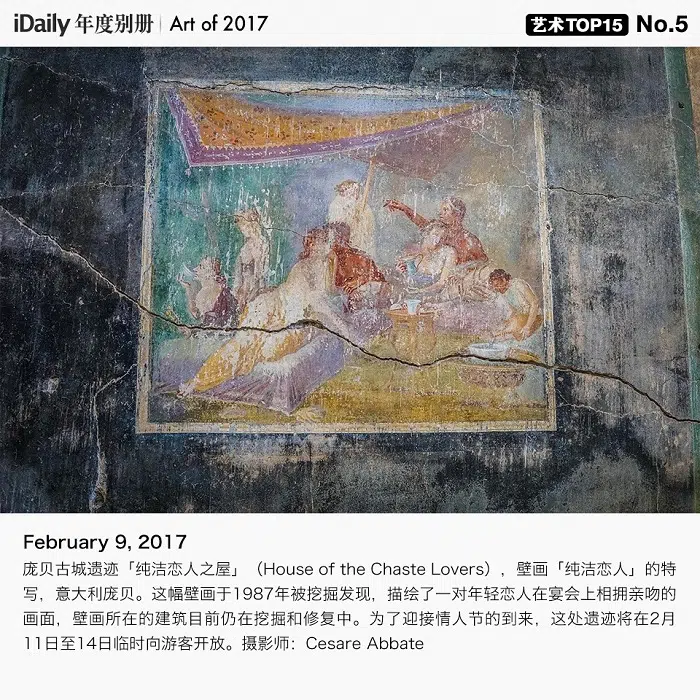 iDaily 年度别册 | Art of 2017 艺术TOP15 No.5
February 9, 2017
庞贝古城遗迹「纯洁恋人之屋」（House of the Chaste Lovers），壁画「纯洁恋人」的特
写，意大利庞贝。这幅壁画于1987年被挖掘发现，描绘了一对年轻恋人在宴会上相拥亲吻的
画面，壁画所在的建筑目前仍在挖掘和修复中。为了迎接情人节的到来，这处遗迹将在2月
11日至14日临时向游客开放。摄影师：Cesare Abbate